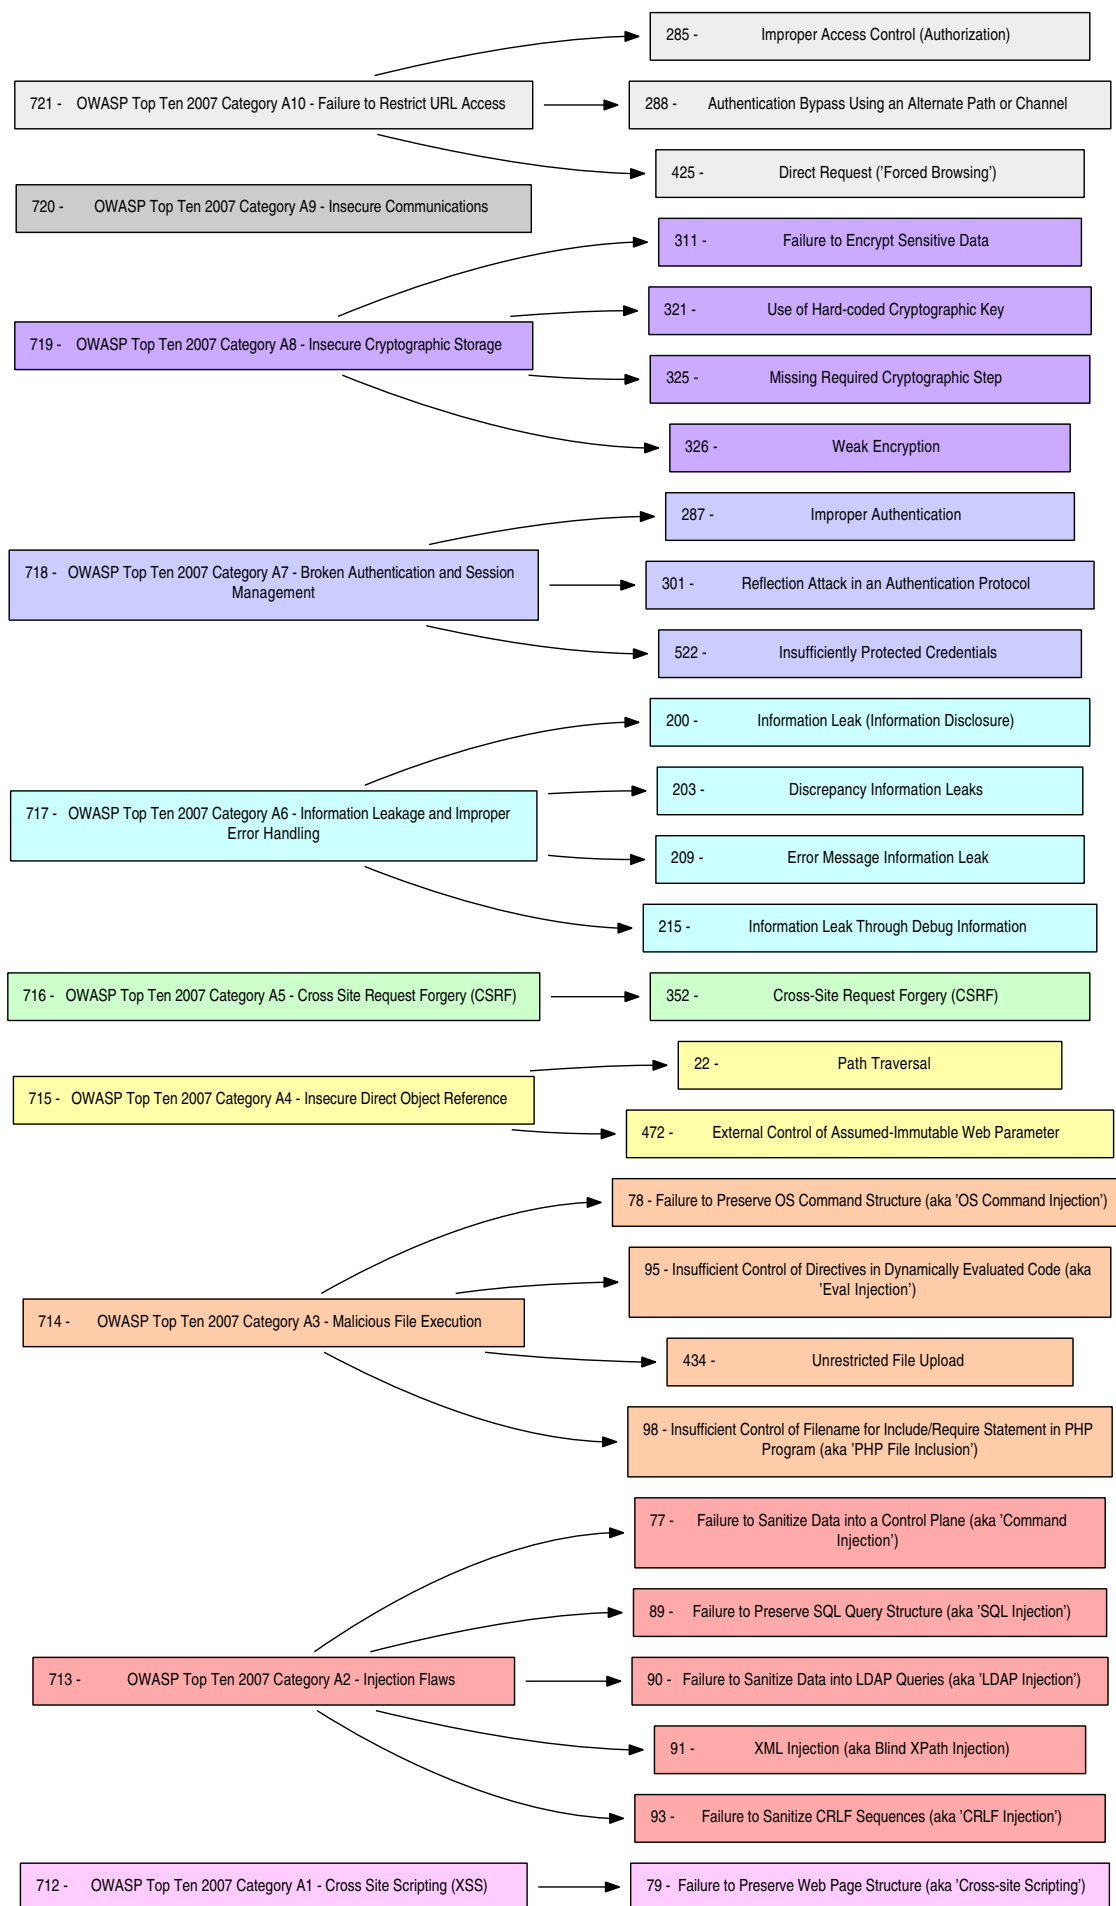 285 - Improper Access Control (Authorization)
721 - OWASP Top Ten 2007 Category A10 - Failure to Restrict URL Access
288 - Authentication Bypass Using an Alternate Path or Channel
425 - Direct Request ('Forced Browsing')
720 - OWASP Top Ten 2007 Category A9 - Insecure Communications
311 - Failure to Encrypt Sensitive Data
321 - Use of Hard-coded Cryptographic Key
719 - OWASP Top Ten 2007 Category A8 - Insecure Cryptographic Storage
325 - Missing Required Cryptographic Step
326 - Weak Encryption
287 - Improper Authentication
718 - OWASP Top Ten 2007 Category A7 - Broken Authentication and Session
Management
301 - Reflection Attack in an Authentication Protocol
522 - Insufficiently Protected Credentials
200 - Information Leak (Information Disclosure)
203 - Discrepancy Information Leaks
717 - OWASP Top Ten 2007 Category A6 - Information Leakage and Improper
Error Handling
209 - Error Message Information Leak
215 - Information Leak Through Debug Information
716 - OWASP Top Ten 2007 Category A5 - Cross Site Request Forgery (CSRF)
352 - Cross-Site Request Forgery (CSRF)
22 - Path Traversal
715 - OWASP Top Ten 2007 Category A4 - Insecure Direct Object Reference
472 - External Control of Assumed-Immutable Web Parameter
78 - Failure to Preserve OS Command Structure (aka 'OS Command Injection')
95 - Insufficient Control of Directives in Dynamically Evaluated Code (aka
'Eval Injection')
714 - OWASP Top Ten 2007 Category A3 - Malicious File Execution
434 - Unrestricted File Upload
98 - Insufficient Control of Filename for Include/Require Statement in PHP
Program (aka 'PHP File Inclusion')
77 - Failure to Sanitize Data into a Control Plane (aka 'Command
Injection')
89 - Failure to Preserve SQL Query Structure (aka 'SQL Injection')
713 - OWASP Top Ten 2007 Category A2 - Injection Flaws
90 - Failure to Sanitize Data into LDAP Queries (aka 'LDAP Injection')
91 - XML Injection (aka Blind XPath Injection)
93 - Failure to Sanitize CRLF Sequences (aka 'CRLF Injection')
712 - OWASP Top Ten 2007 Category A1 - Cross Site Scripting (XSS)
79 - Failure to Preserve Web Page Structure (aka 'Cross-site Scripting')